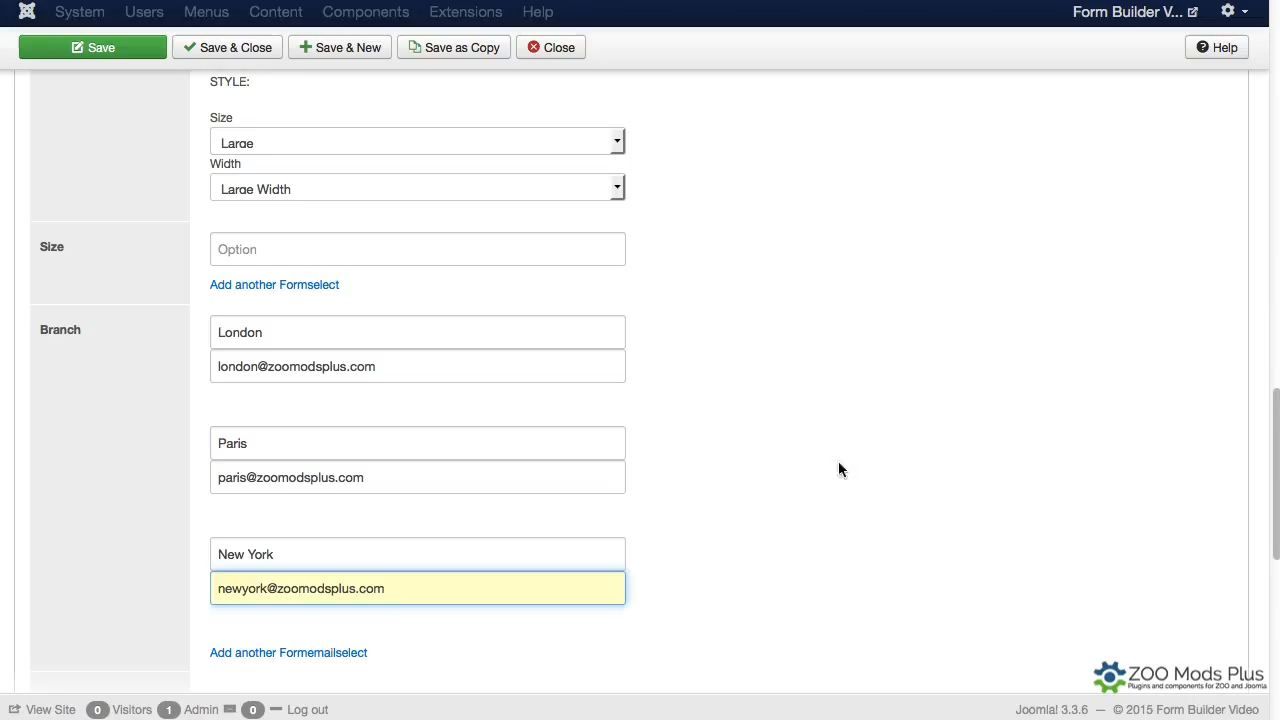 System Users Menus Content Components Extensions Help Form Builder V...
Save Save & Close Save & New Save as Copy Close Help
STYLE:
Size
Large
Width
Large Width
Size
Option
Add another Formselect
Branch
London
london@zoomodsplus.com
Paris
paris@zoomodsplus.com
New York
newyork@zoomodsplus.com
Add another Formemailselect
ZOO Mods Plus
Plugins and components for ZOO and Joomla
View Site 0 Visitors 1 Admin 0 Log out Joomla! 3.3.6 — © 2015 Form Builder Video